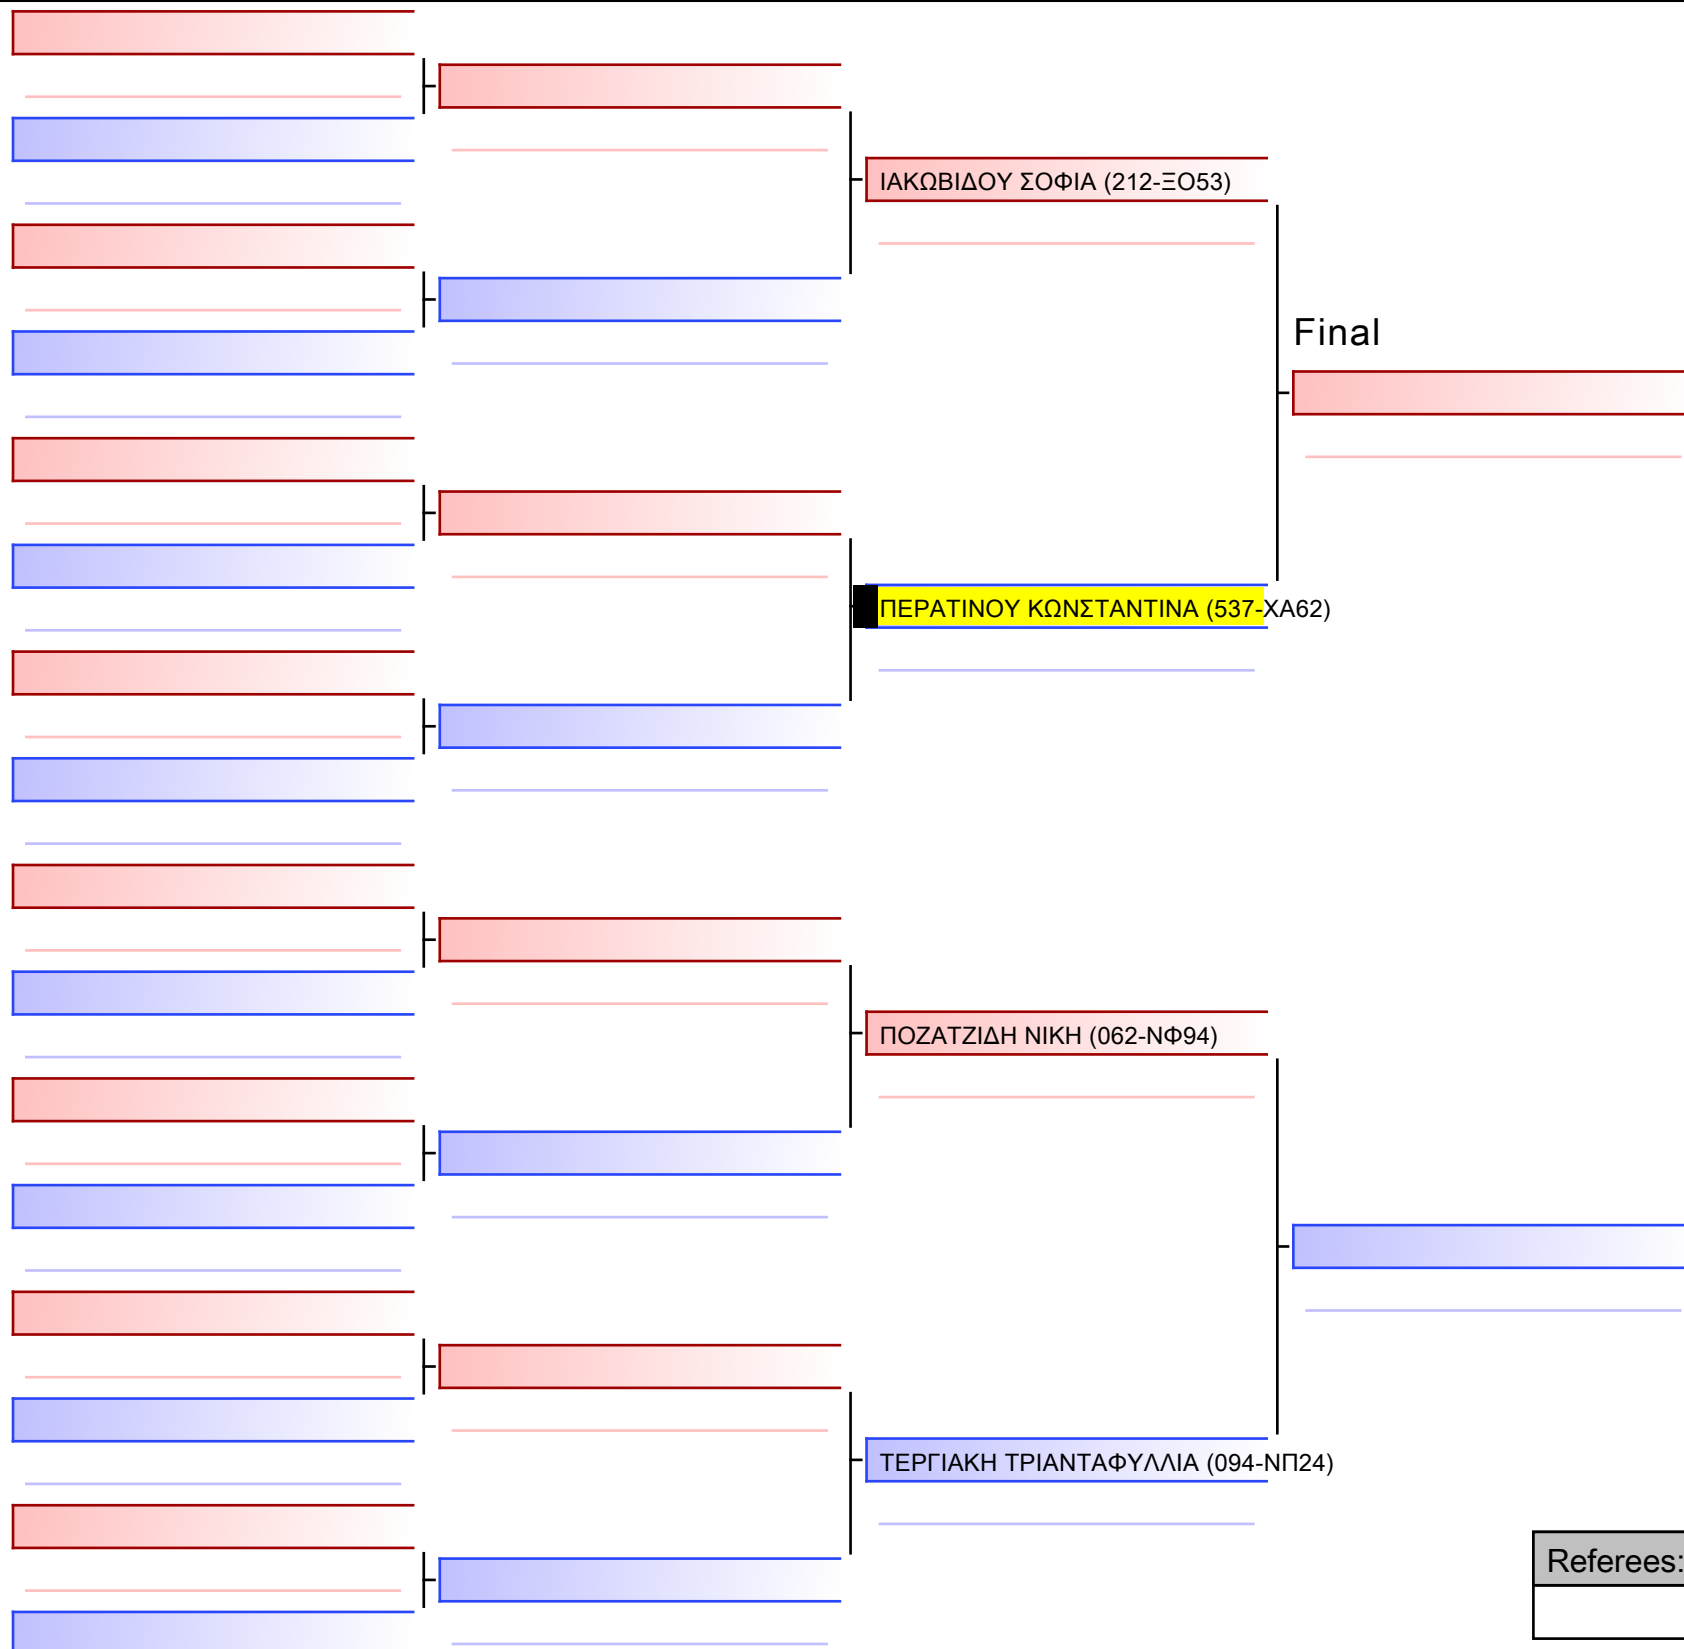 ΙΑΚΩΒΙΔΟΥ ΣΟΦΙΑ (212-ΞΟ53)
Final
ΠΕΡΑΤΙΝΟΥ ΚΩΝΣΤΑΝΤΙΝΑ (537-ΧΑ62)
ΠΟΖΑΤΖΙΔΗ ΝΙΚΗ (062-ΝΦ94)
ΤΕΡΓΙΑΚΗ ΤΡΙΑΝΤΑΦΥΛΛΙΑ (094-ΝΠ24)
Referees: